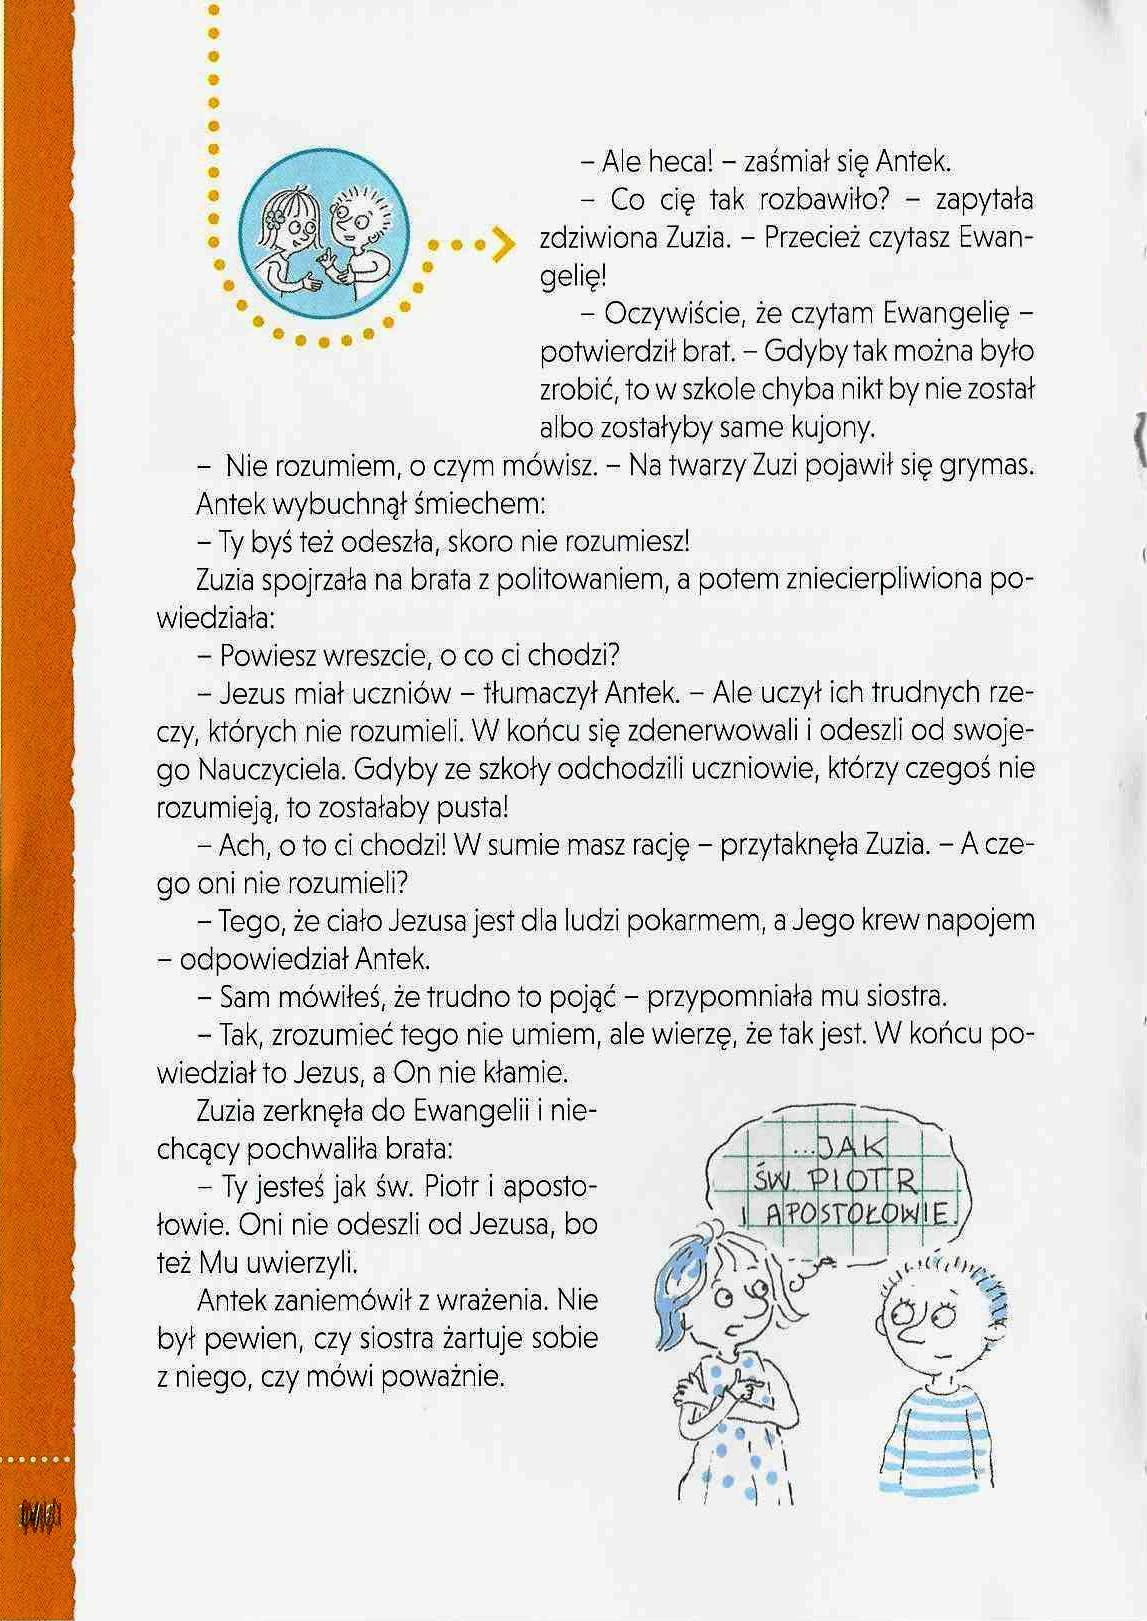 – Ale heca! – zaśmiał się Antek.
– Co cię tak rozbawiło? – zapytała
zdziwiona Zuzia. – Przecież czytasz Ewan-
gelię!
– Oczywiście, że czytam Ewangelię –
potwierdził brat. – Gdyby tak można było
zrobić, to w szkole chyba nikt by nie został
albo zostałyby same kujony.
– Nie rozumiem, o czym mówisz. – Na twarzy Zuzi pojawił się grymas.
Antek wybuchnął śmiechem:
– Ty byś też odeszła, skoro nie rozumiesz!
Zuzia spojrzała na brata z politowaniem, a potem zniecierpliwiona po-
wiedziała:
– Powiesz wreszcie, o co ci chodzi?
– Jezus miał uczniów – tłumaczył Antek. – Ale uczył ich trudnych rze-
czy, których nie rozumieli. W końcu się zdenerwowali i odeszli od swoje-
go Nauczyciela. Gdyby ze szkoły odchodzili uczniowie, którzy czegoś nie
rozumieją, to zostałaby pusta!
– Ach, o to ci chodzi! W sumie masz rację – przytaknęła Zuzia. – A cze-
go oni nie rozumieli?
– Tego, że ciało Jezusa jest dla ludzi pokarmem, a Jego krew napojem
– odpowiedział Antek.
– Sam mówiłeś, że trudno to pojąć – przypomniała mu siostra.
– Tak, zrozumieć tego nie umiem, ale wierzę, że tak jest. W końcu po-
wiedział to Jezus, a On nie kłamie.
Zuzia zerknęła do Ewangelii i nie-
chcący pochwaliła brata:
– Ty jesteś jak św. Piotr i aposto-
łowie. Oni nie odeszli od Jezusa, bo
też Mu uwierzyli.
Antek zaniemówił z wrażenia. Nie
był pewien, czy siostra żartuje sobie
z niego, czy mówi poważnie.
...JAK
ŚW. PIOTR
I APOSTOŁOWIE.